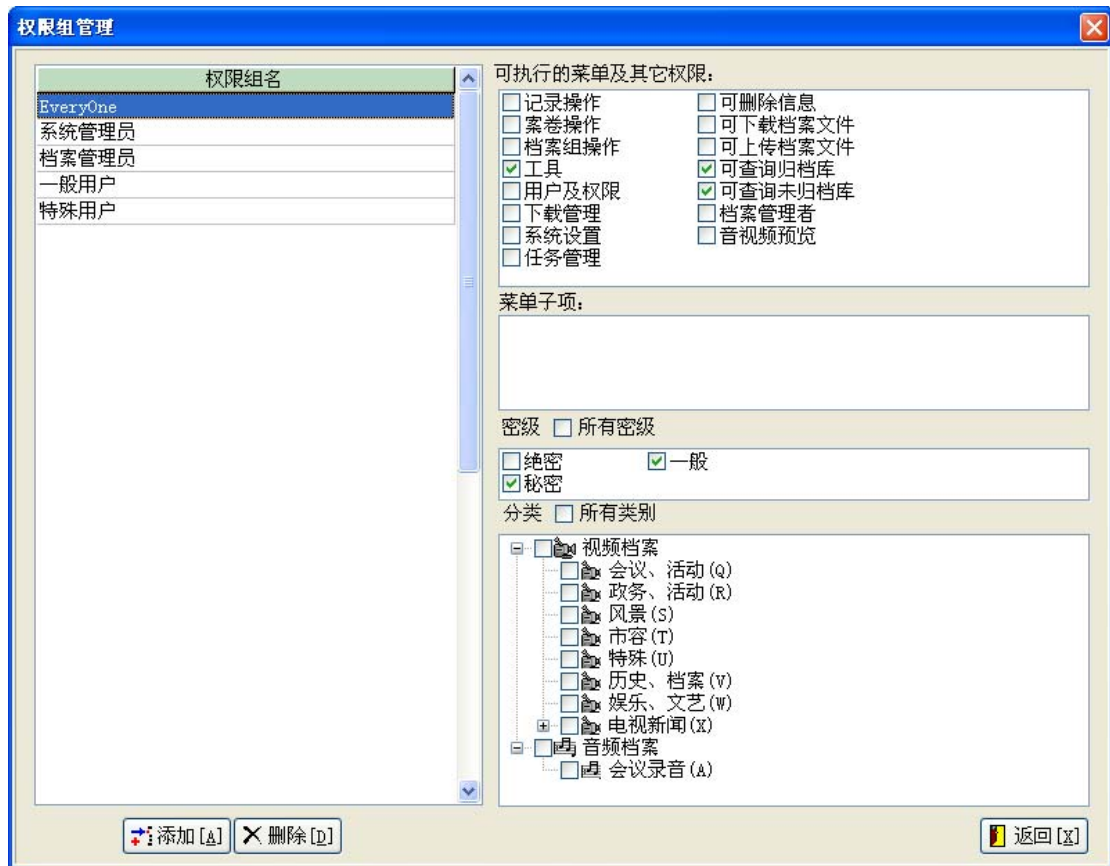 权限组管理
权限组名
EveryOne
系统管理员
档案管理员
一般用户
特殊用户
可执行的菜单及其它权限：
记录操作
案卷操作
档案组操作
工具
用户及权限
下载管理
系统设置
任务管理
可删除信息
可下载档案文件
可上传档案文件
可查询归档库
可查询未归档库
档案管理者
音视频预览
菜单子项：
密级 所有密级
绝密 一般
秘密
分类 所有类别
视频档案
会议、活动(Q)
政务、活动(R)
风景(S)
市容(T)
特殊(U)
历史、档案(V)
娱乐、文艺(W)
电视新闻(X)
音频档案
会议录音(A)
添加[A] 删除[D] 返回[X]